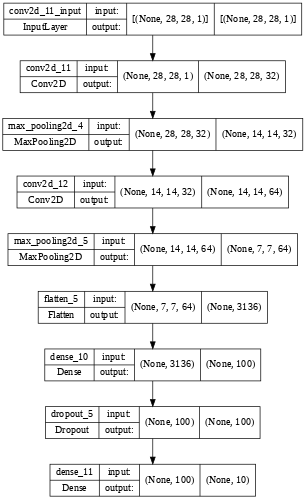 conv2d_11_input input: [(None, 28, 28, 1)] [(None, 28, 28, 1)]
InputLayer output:
conv2d_11 input: (None, 28, 28, 1) (None, 28, 28, 32)
Conv2D output:
max_pooling2d_4 input: (None, 28, 28, 32) (None, 14, 14, 32)
MaxPooling2D output:
conv2d_12 input: (None, 14, 14, 32) (None, 14, 14, 64)
Conv2D output:
max_pooling2d_5 input: (None, 14, 14, 64) (None, 7, 7, 64)
MaxPooling2D output:
flatten_5 input: (None, 7, 7, 64) (None, 3136)
Flatten output:
dense_10 input: (None, 3136) (None, 100)
Dense output:
dropout_5 input: (None, 100) (None, 100)
Dropout output:
dense_11 input: (None, 100) (None, 10)
Dense output: